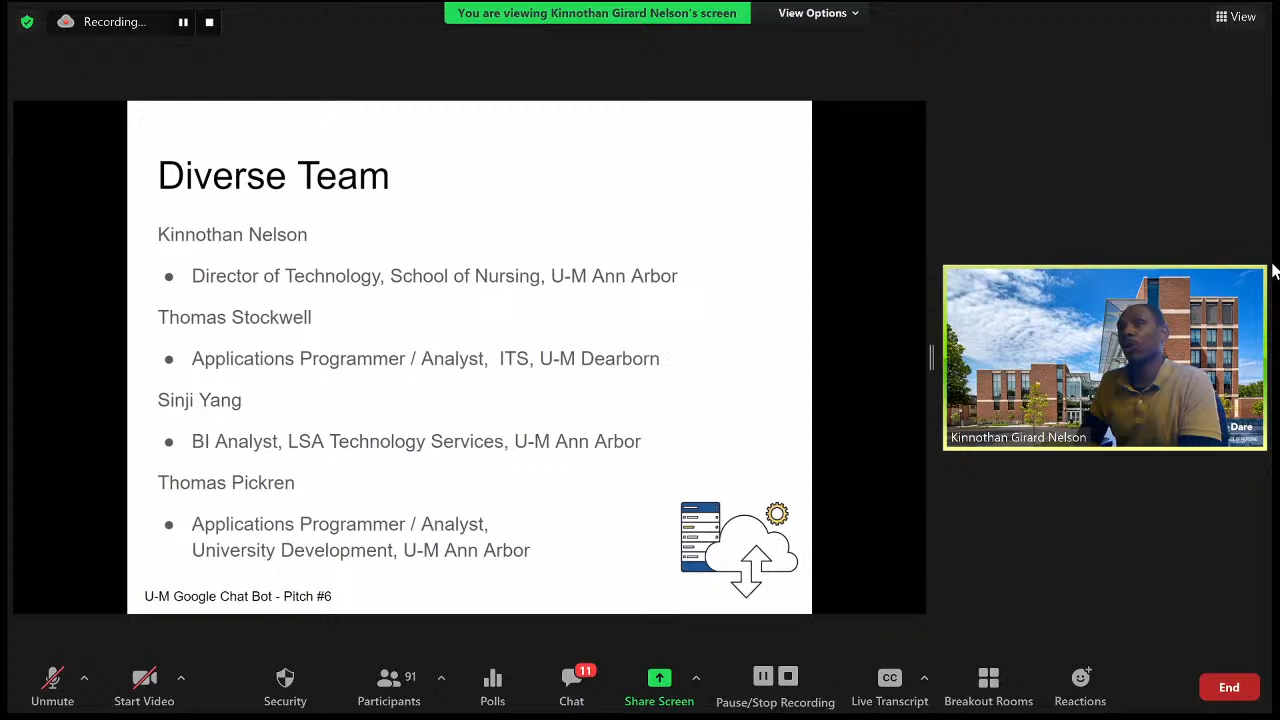 Recording...
You are viewing Kinnothan Girard Nelson's screen
View Options
View
Diverse Team
Kinnothan Nelson
● Director of Technology, School of Nursing, U-M Ann Arbor
Thomas Stockwell
● Applications Programmer / Analyst, ITS, U-M Dearborn
Sinji Yang
● BI Analyst, LSA Technology Services, U-M Ann Arbor
Thomas Pickren
● Applications Programmer / Analyst,
University Development, U-M Ann Arbor
U-M Google Chat Bot - Pitch #6
Dare
Kinnothan Girard Nelson
91
11
CC
Unmute
Start Video
Security
Participants
Polls
Chat
Share Screen
Pause/Stop Recording
Live Transcript
Breakout Rooms
Reactions
End